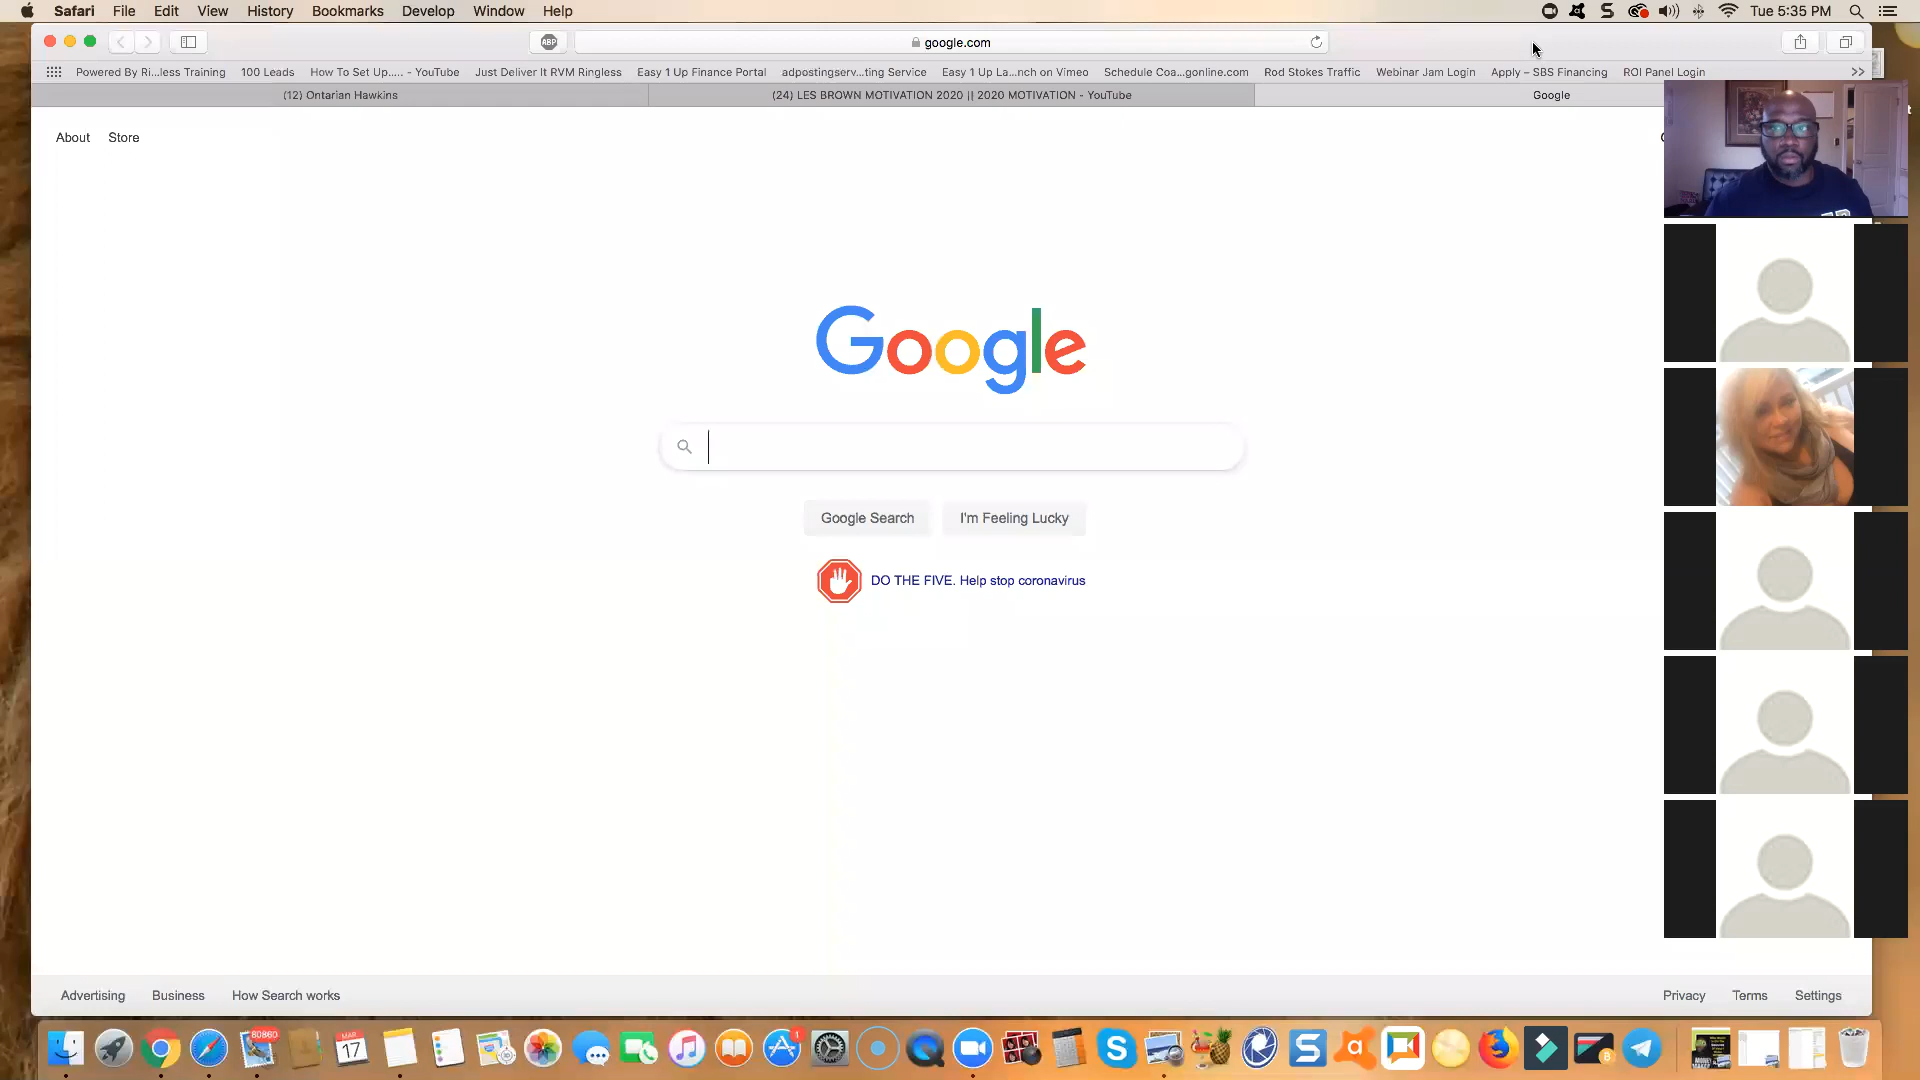 Safari File Edit View History Bookmarks Develop Window Help
Tue 5:35 PM
ABP
google.com
Powered By Ri...less Training 100 Leads How To Set Up..... - YouTube Just Deliver It RVM Ringless Easy 1 Up Finance Portal adpostingserv...ting Service Easy 1 Up La...nch on Vimeo Schedule Coa...gonline.com Rod Stokes Traffic Webinar Jam Login Apply – SBS Financing ROI Panel Login
(12) Ontarian Hawkins
(24) LES BROWN MOTIVATION 2020 || 2020 MOTIVATION - YouTube
Google
About Store
Google
Google Search I'm Feeling Lucky
DO THE FIVE. Help stop coronavirus
Advertising Business How Search works
Privacy Terms Settings
80860
MAR
17
1